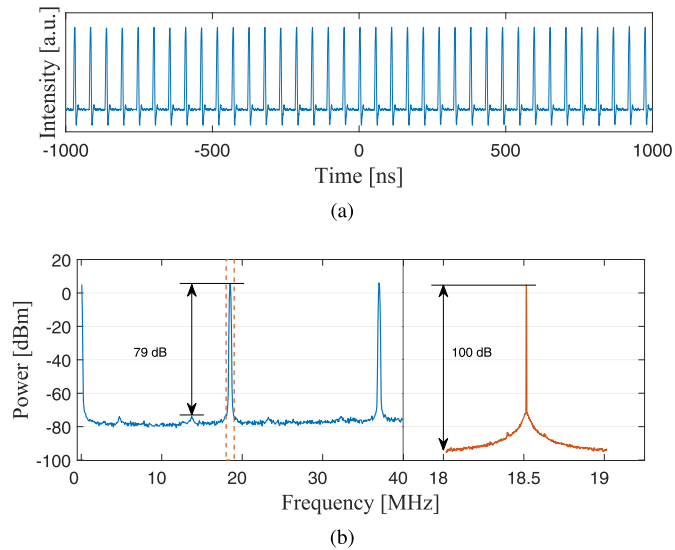 Intensity [a.u.]
-1000 -500 0 500 1000
Time [ns]
(a)
Power [dBm]
20
0
-20
-40
-60
-80
-100
79 dB
100 dB
0 10 20 30 40 18 18.5 19
Frequency [MHz]
(b)